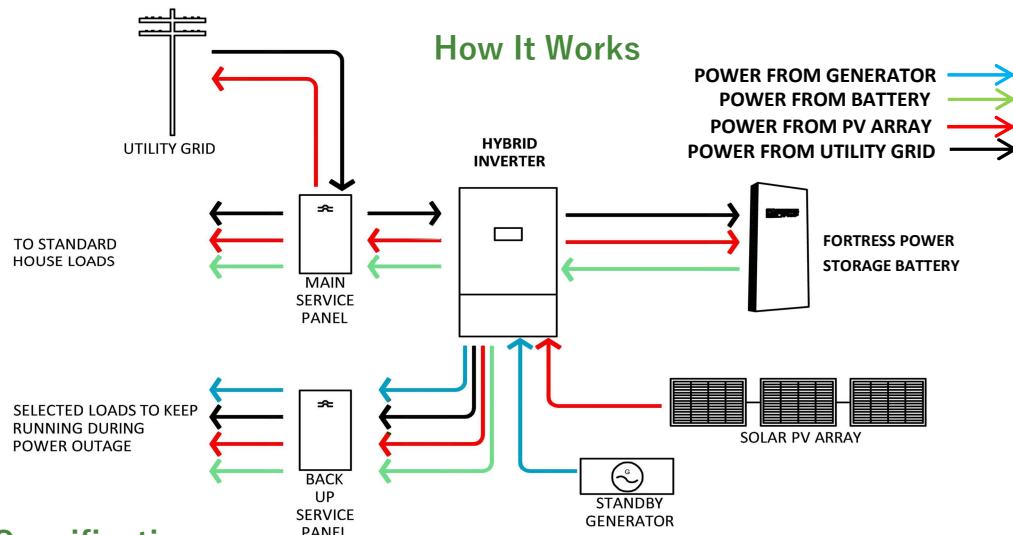 How It Works
POWER FROM GENERATOR
POWER FROM BATTERY
POWER FROM PV ARRAY
POWER FROM UTILITY GRID
UTILITY GRID
HYBRID
INVERTER
TO STANDARD
HOUSE LOADS
MAIN
SERVICE
PANEL
FORTRESS POWER
STORAGE BATTERY
SELECTED LOADS TO KEEP
RUNNING DURING
POWER OUTAGE
BACK
UP
SERVICE
PANEL
SOLAR PV ARRAY
G
STANDBY
GENERATOR